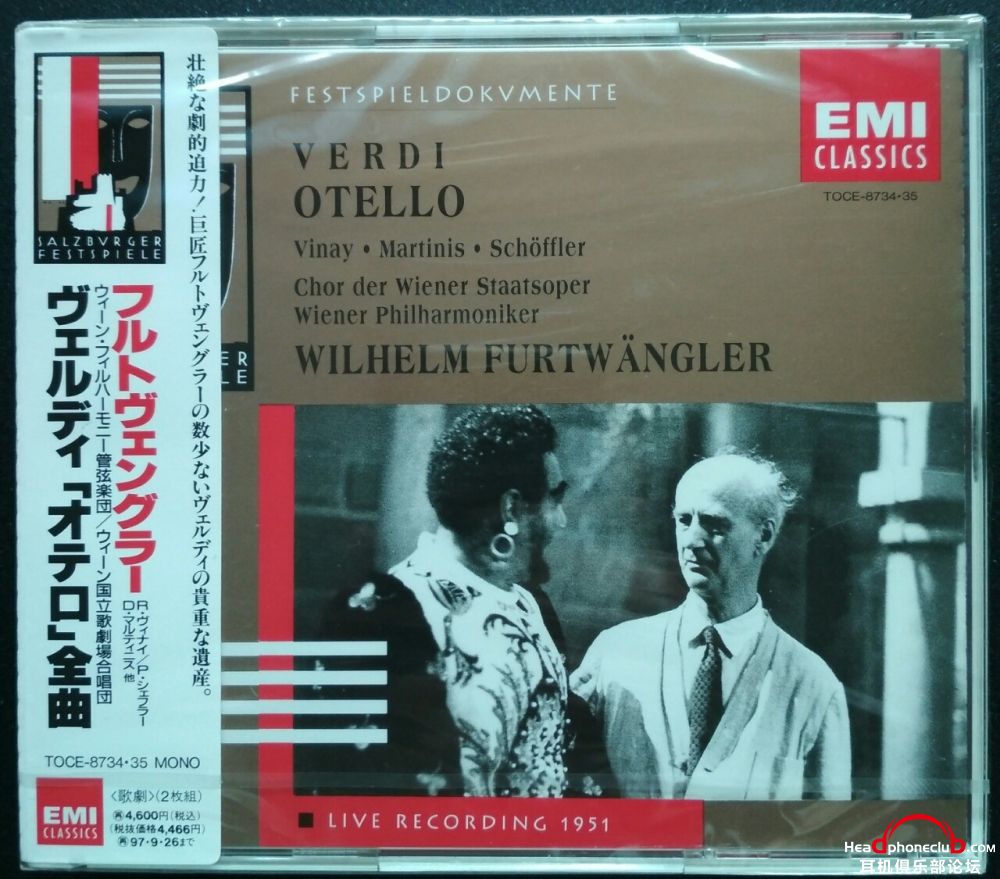 SALZBVRGER
FESTSPIELE
壮絶な劇的迫力!巨匠フルトヴェングラーの数少ないヴェルディの貴重な遺産。
フルトヴェングラー
ウィーン・フィルハーモニー管弦楽団/ウィーン国立歌劇場合唱団
ヴェルディ「オテロ」全曲
R・ヴィナイ/P・シェフラー
D・マルティニス 他
TOCE-8734・35 MONO
EMI
CLASSICS
〈歌劇〉(2枚組)
4,600円(税込)
(税抜価格4,466円)
97・9・26まで
FESTSPIELDOKVMENTE
VERDI
OTELLO
Vinay • Martinis • Schöffler
Chor der Wiener Staatsoper
Wiener Philharmoniker
WILHELM FURTWÄNGLER
EMI
CLASSICS
TOCE-8734・35
ER
LE
LIVE RECORDING 1951
Headphoneclub.com
耳机俱乐部论坛